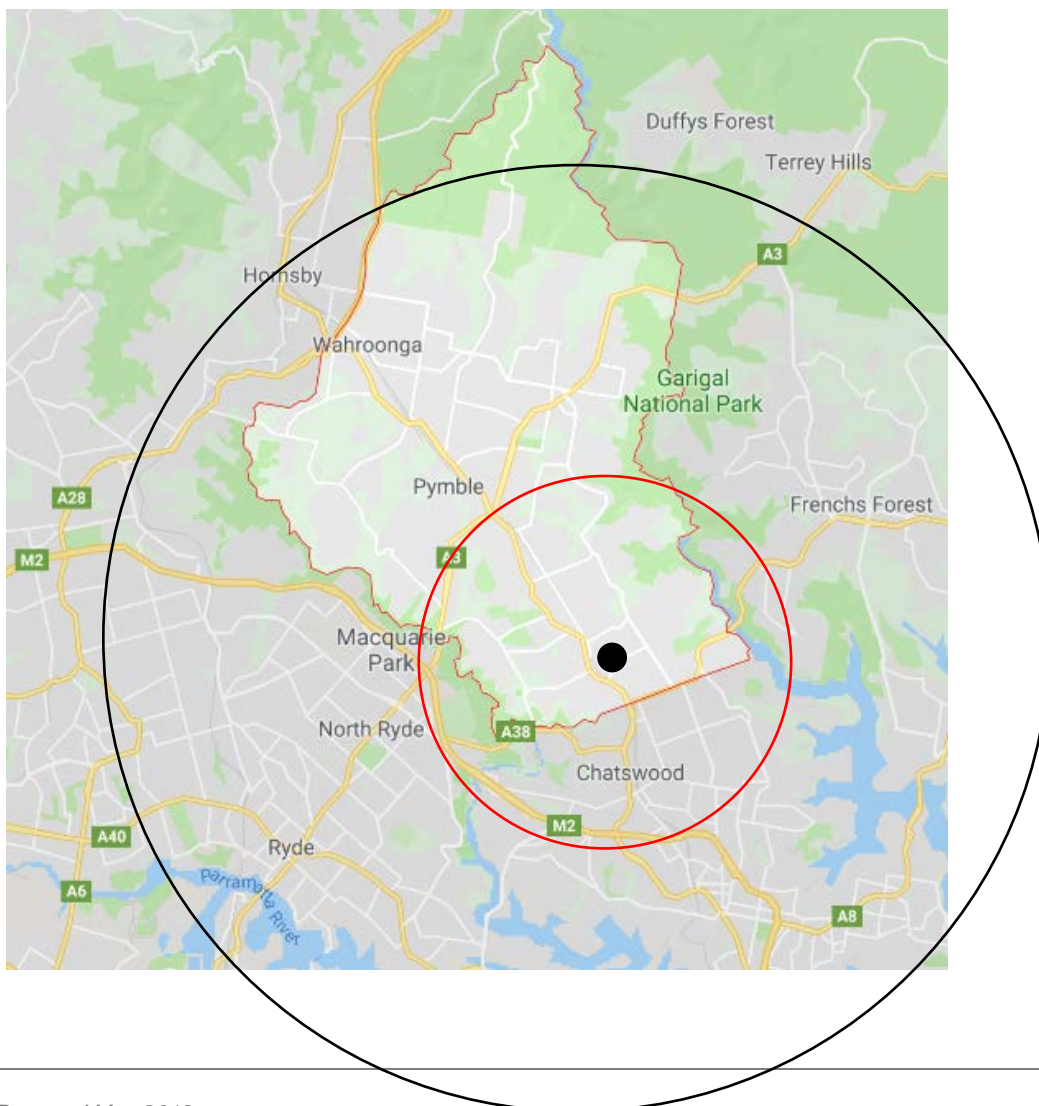 Duffys Forest
Terrey Hills
A3
Hornsby
Wahroonga
Garigal
National Park
Pymble
A28
Frenchs Forest
M2
A3
Macquarie
Park
North Ryde
A38
Chatswood
M2
A40
Ryde
Parramatta
River
A6
A8